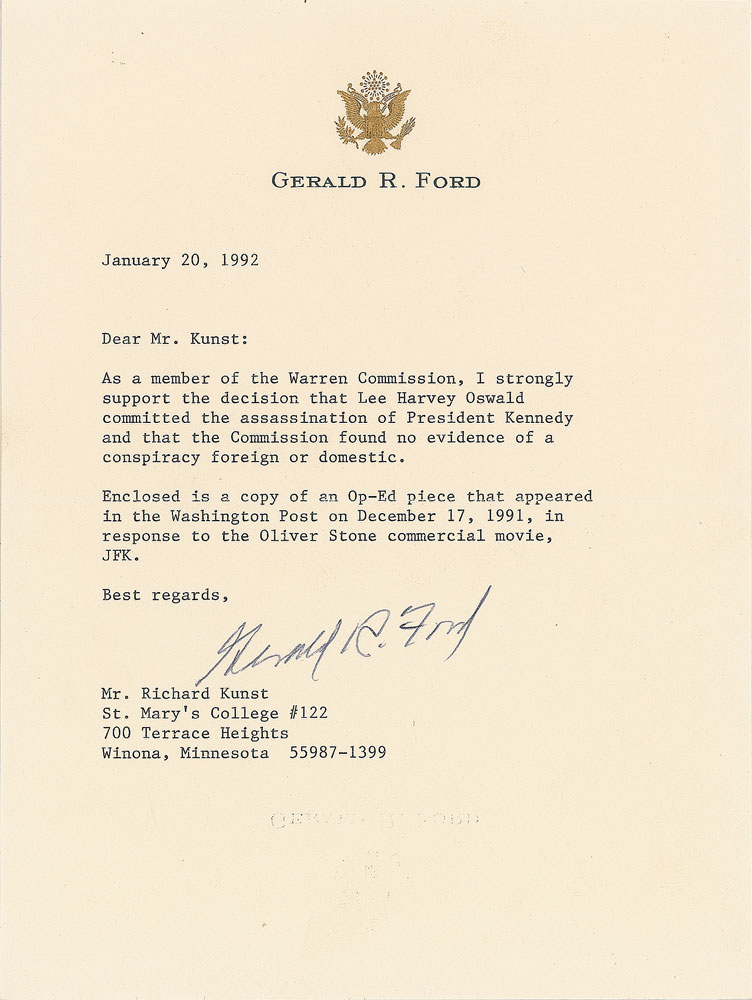 GERALD R. FORD
January 20, 1992
Dear Mr. Kunst:
As a member of the Warren Commission, I strongly
support the decision that Lee Harvey Oswald
committed the assassination of President Kennedy
and that the Commission found no evidence of a
conspiracy foreign or domestic.
Enclosed is a copy of an Op-Ed piece that appeared
in the Washington Post on December 17, 1991, in
response to the Oliver Stone commercial movie,
JFK.
Best regards,
Gerald R. Ford
Mr. Richard Kunst
St. Mary's College #122
700 Terrace Heights
Winona, Minnesota  55987-1399
GERALD R. FORD